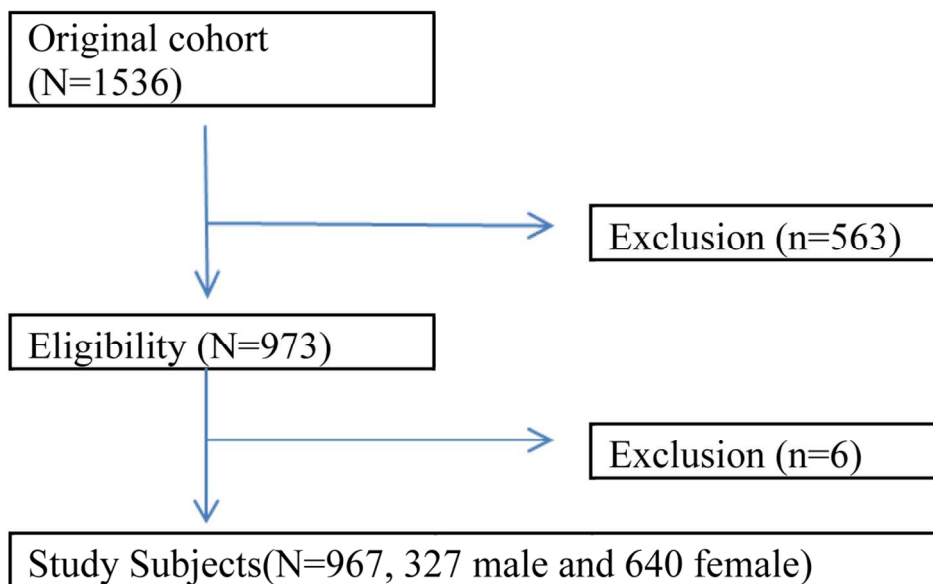 Original cohort
(N=1536)
Exclusion (n=563)
Eligibility (N=973)
Exclusion (n=6)
Study Subjects(N=967, 327 male and 640 female)